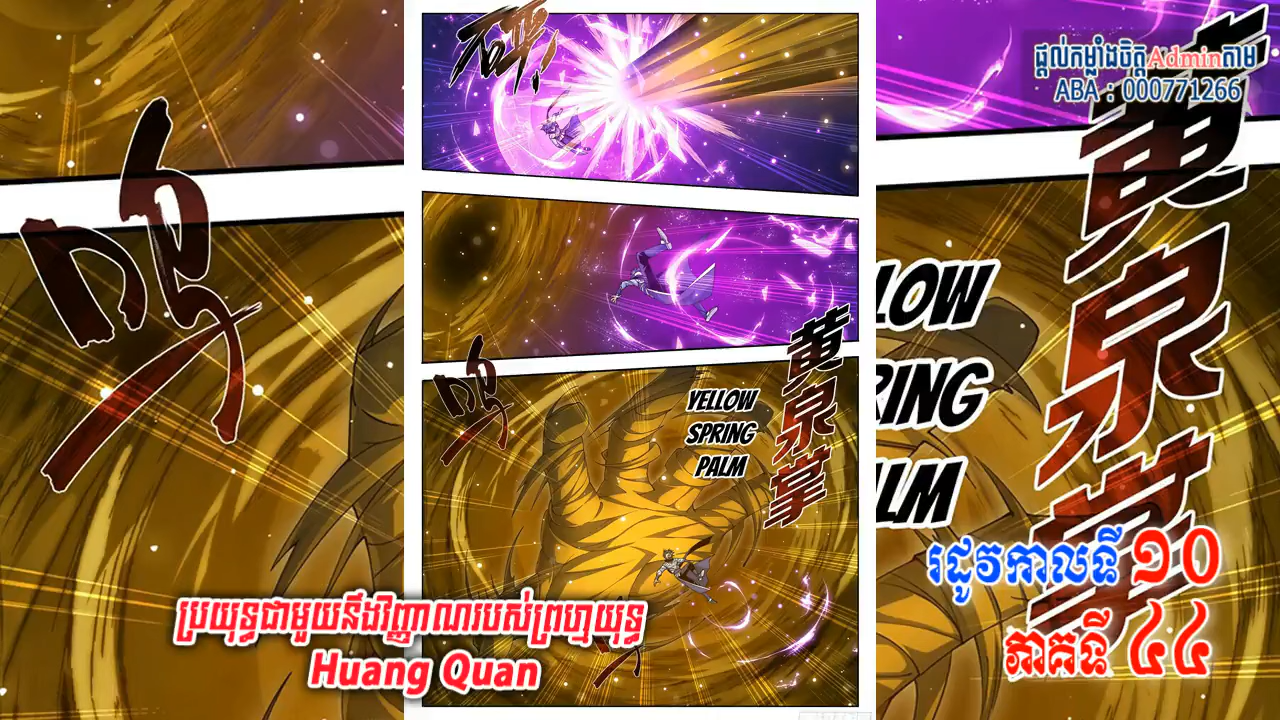 ផ្តល់កម្លាំងចិត្តAdminតាម
ABA : 000771266
砰!
黄泉掌
YELLOW
SPRING
PALM
鸣
鸣
黄泉掌
LOW
RING
LM
រដូវកាលទី ១០
ភាគទី ៤៤
ប្រយុទ្ធជាមួយនឹងវិញ្ញាណរបស់ព្រហ្មយុទ្ធ
Huang Quan